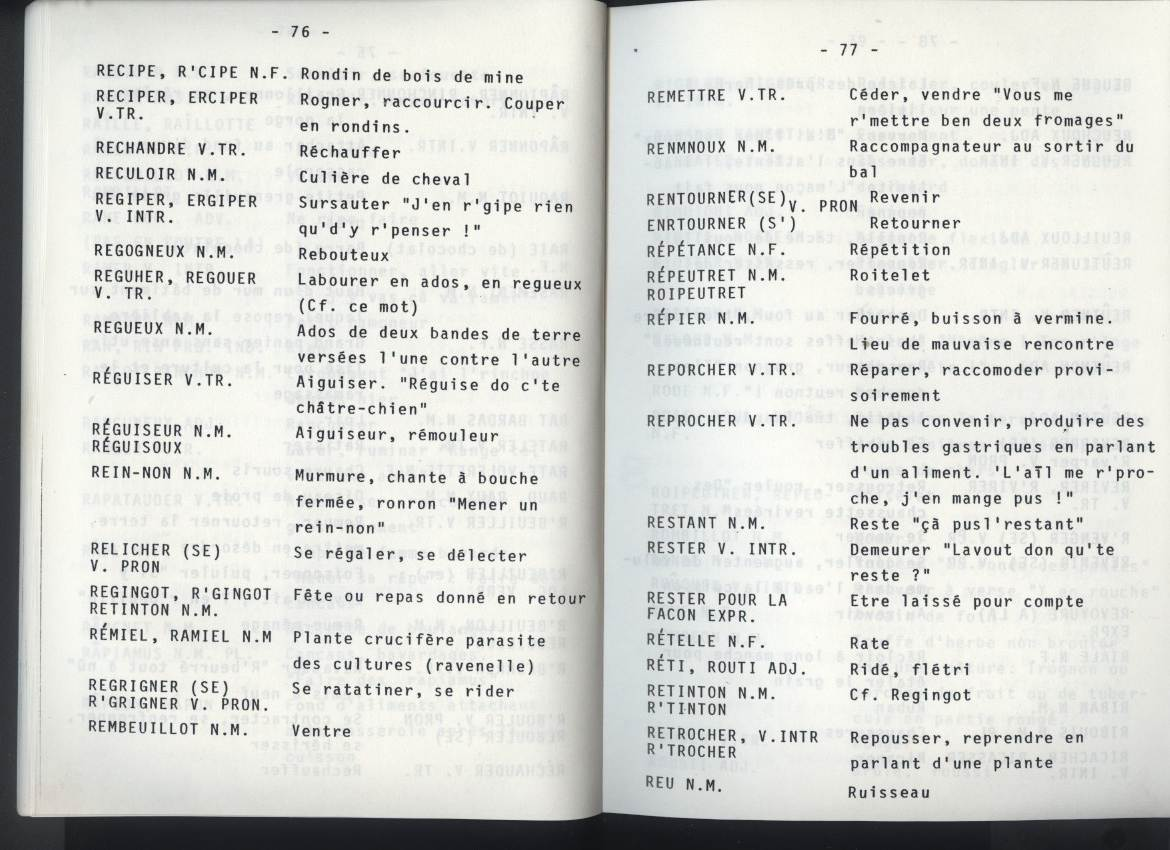 - 76 -
RECIPE, R'CIPE N.F. Rondin de bois de mine
RECIPER, ERCIPER Rogner, raccourcir. Couper
V.TR. en rondins.
RECHANDRE V.TR. Réchauffer
RECULOIR N.M. Culière de cheval
REGIPER, ERGIPER Sursauter "J'en r'gipe rien
V. INTR. qu'd'y r'penser !"
REGOGNEUX N.M. Rebouteux
REGUHER, REGOUER Labourer en ados, en regueux
V. TR. (Cf. ce mot)
REGUEUX N.M. Ados de deux bandes de terre
versées l'une contre l'autre
RÉGUISER V.TR. Aiguiser. "Réguise do c'te
châtre-chien"
RÉGUISEUR N.M. Aiguiseur, rémouleur
RÉGUISOUX
REIN-NON N.M. Murmure, chante à bouche
fermée, ronron "Mener un
rein-non"
RELICHER (SE) Se régaler, se délecter
V. PRON
REGINGOT, R'GINGOT Fête ou repas donné en retour
RETINTON N.M.
RÉMIEL, RAMIEL N.M Plante crucifère parasite
des cultures (ravenelle)
REGRIGNER (SE) Se ratatiner, se rider
R'GRIGNER V. PRON.
REMBEUILLOT N.M. Ventre
- 77 -
REMETTRE V.TR. Céder, vendre "Vous me
r'mettre ben deux fromages"
RENMNOUX N.M. Raccompagnateur au sortir du
bal
RENTOURNER(SE)V. PRON Revenir
ENRTOURNER (S') Retourner
RÉPÉTANCE N.F. Répétition
RÉPEUTRET N.M. Roitelet
ROIPEUTRET
RÉPIER N.M. Fourré, buisson à vermine.
Lieu de mauvaise rencontre
REPORCHER V.TR. Réparer, raccomoder provi-
soirement
REPROCHER V.TR. Ne pas convenir, produire des
troubles gastriques en parlant
d'un aliment. "L'aîl me r'pro-
che, j'en mange pus !"
RESTANT N.M. Reste "çã pusl'restant"
RESTER V. INTR. Demeurer "Lavout don qu'te
reste ?"
RESTER POUR LA Etre laissé pour compte
FACON EXPR.
RÉTELLE N.F. Rate
RÉTI, ROUTI ADJ. Ridé, flétri
RETINTON N.M. Cf. Regingot
R'TINTON
RETROCHER, V.INTR Repousser, reprendre en
R'TROCHER parlant d'une plante
REU N.M. Ruisseau